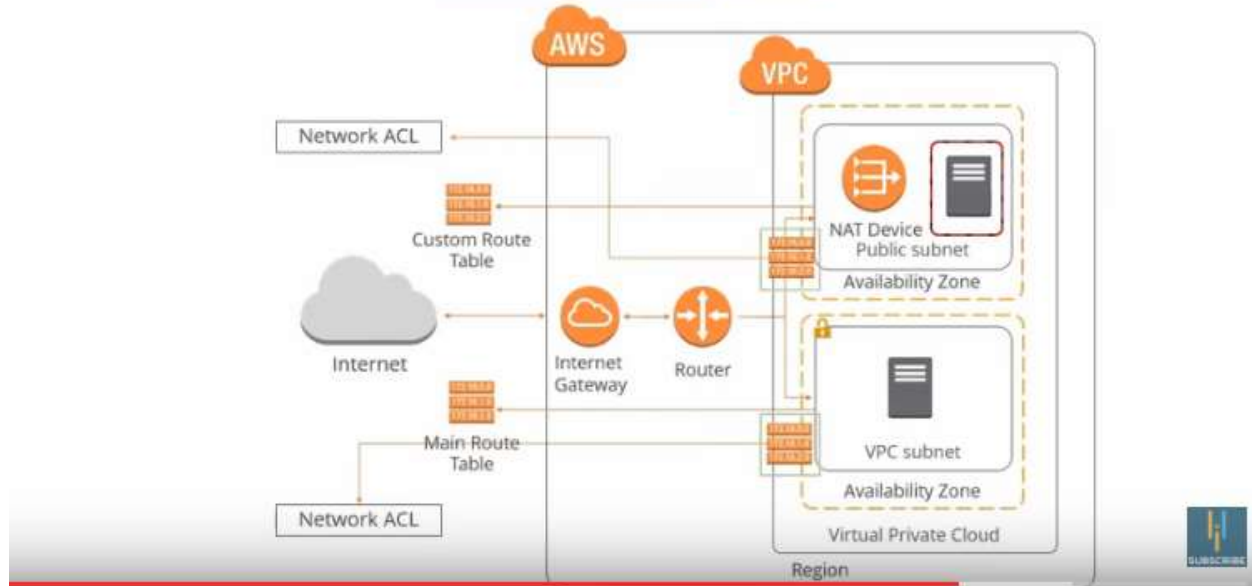 AWS
VPC
Network ACL
Custom Route
Table
NAT Device
Public subnet
Availability Zone
Internet
Internet
Gateway
Router
Main Route
Table
VPC subnet
Availability Zone
Network ACL
Virtual Private Cloud
Region
SUBSCRIBE